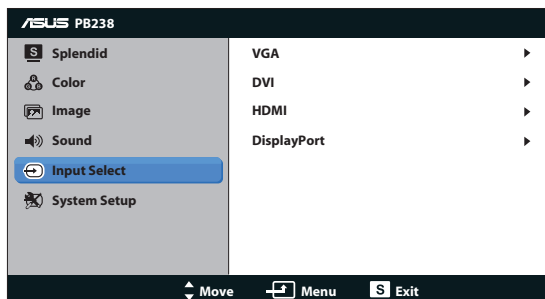 ASUS PB238
S Splendid
Color
Image
Sound
Input Select
System Setup
VGA
DVI
HDMI
DisplayPort
Move Menu S Exit